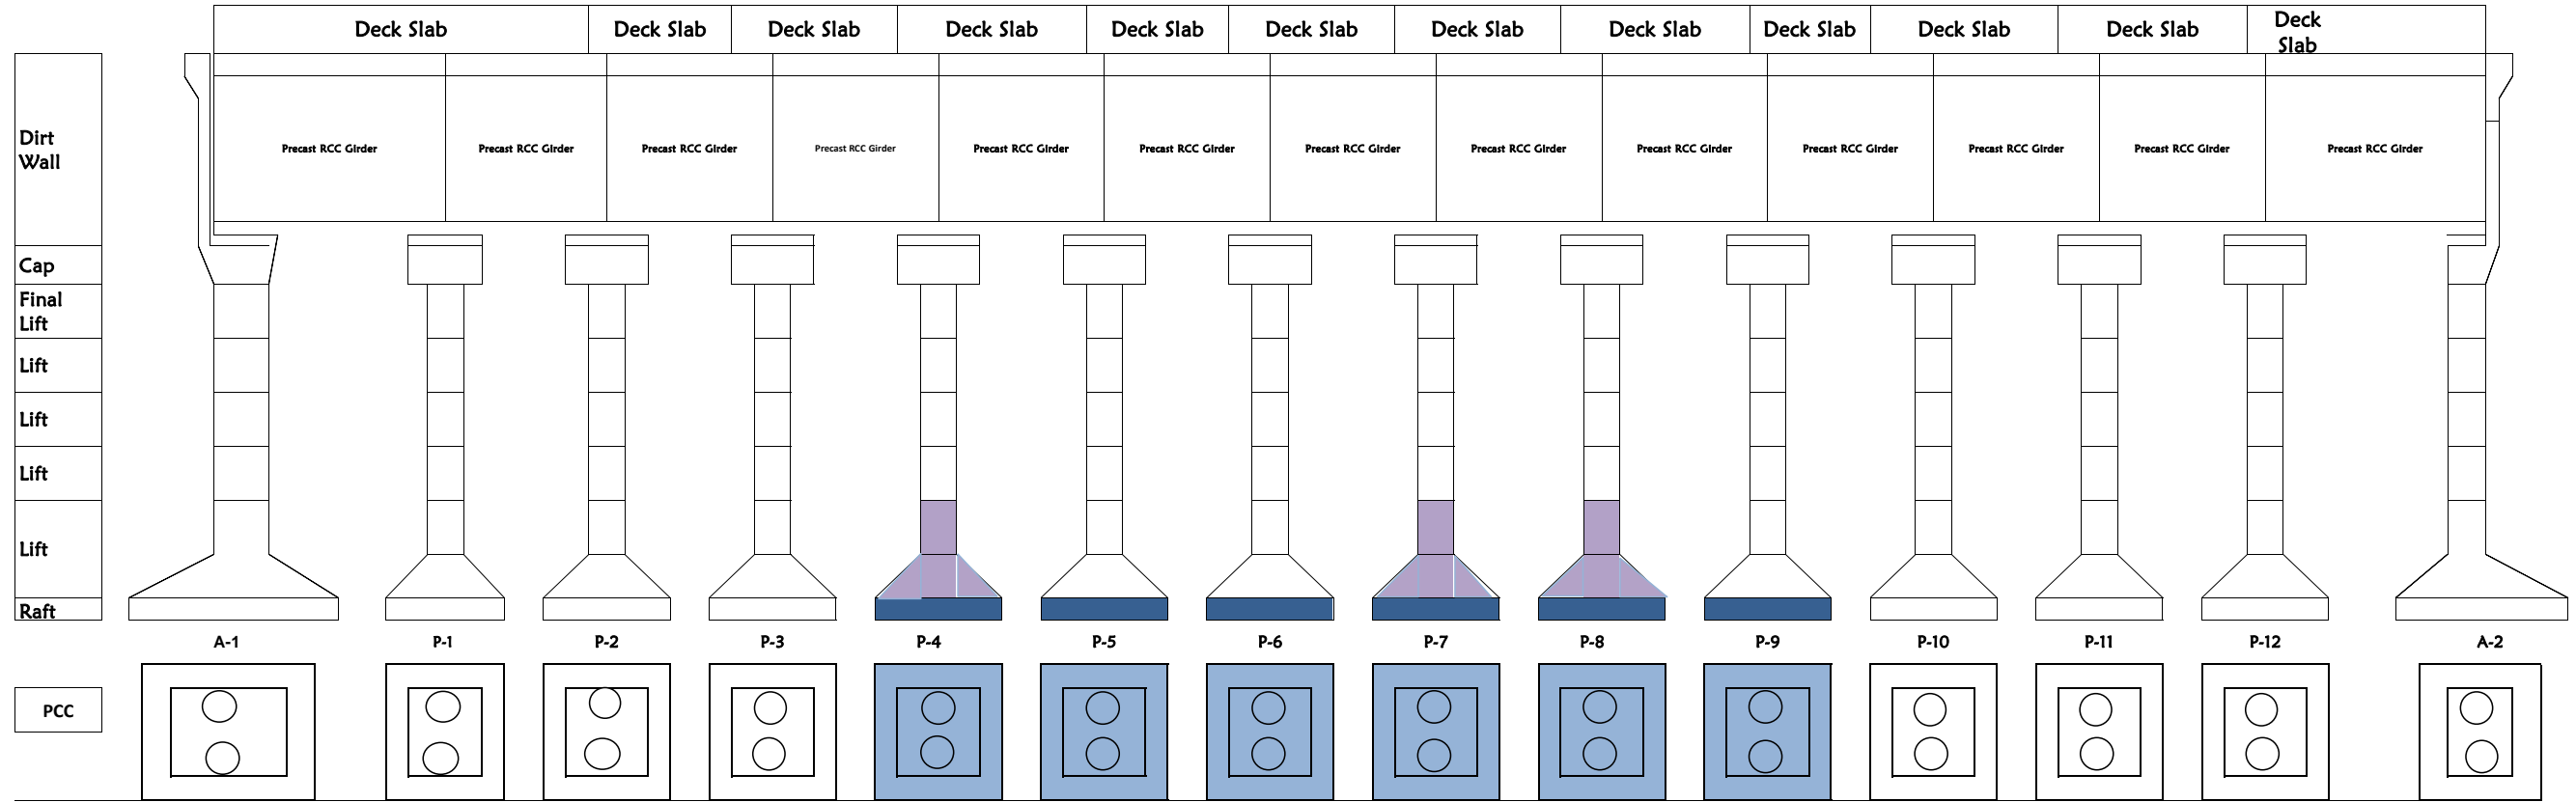 Deck Slab Deck Slab Deck Slab Deck Slab Deck Slab Deck Slab Deck Slab Deck Slab Deck Slab Deck Slab Deck Slab Deck
Slab
Dirt
Wall
Precast RCC Girder Precast RCC Girder Precast RCC Girder Precast RCC Girder Precast RCC Girder Precast RCC Girder Precast RCC Girder Precast RCC Girder Precast RCC Girder Precast RCC Girder Precast RCC Girder Precast RCC Girder Precast RCC Girder
Cap
Final
Lift
Lift
Lift
Lift
Lift
Raft
A-1 P-1 P-2 P-3 P-4 P-5 P-6 P-7 P-8 P-9 P-10 P-11 P-12 A-2
PCC